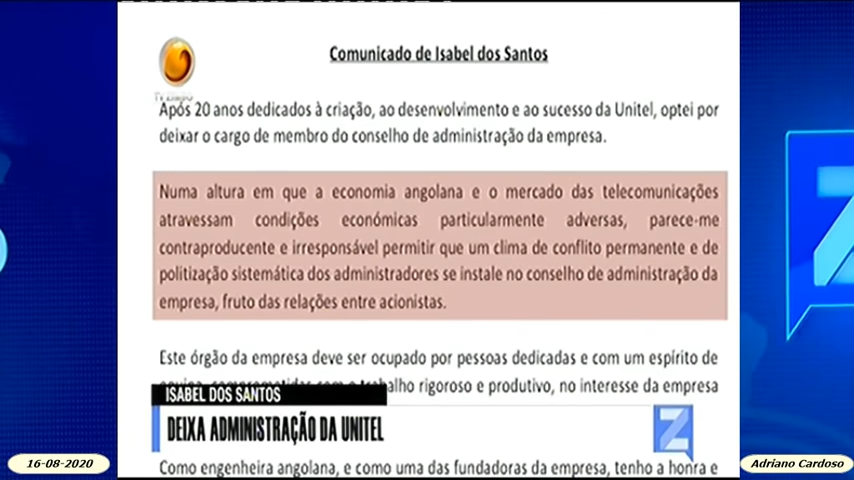 Comunicado de Isabel dos Santos
Após 20 anos dedicados à criação, ao desenvolvimento e ao sucesso da Unitel, optei por
deixar o cargo de membro do conselho de administração da empresa.
Numa altura em que a economia angolana e o mercado das telecomunicações
atravessam condições económicas particularmente adversas, parece-me
contraproducente e irresponsável permitir que um clima de conflito permanente e de
politização sistemática dos administradores se instale no conselho de administração da
empresa, fruto das relações entre acionistas.
Este órgão da empresa deve ser ocupado por pessoas dedicadas e com um espírito de
trabalho rigoroso e produtivo, no interesse da empresa
ISABEL DOS SANTOS
DEIXA ADMINISTRAÇÃO DA UNITEL
Z
Z
Como engenheira angolana, e como uma das fundadoras da empresa, tenho a honra e
16-08-2020
Adriano Cardoso